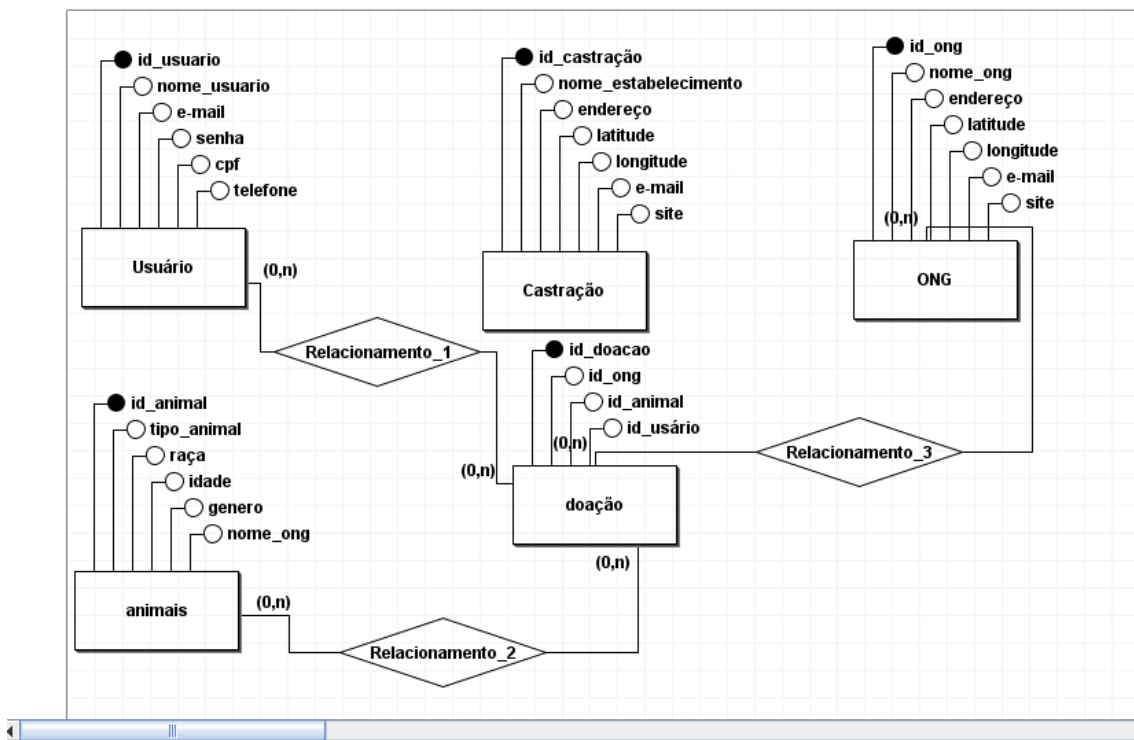 id_usuario
nome_usuario
e-mail
senha
cpf
telefone
Usuário
(0,n)
id_castração
nome_estabelecimento
endereço
latitude
longitude
e-mail
site
Castração
id_ong
nome_ong
endereço
latitude
longitude
e-mail
site
(0,n)
ONG
Relacionamento_1
(0,n)
id_doacao
id_ong
id_animal
id_usário
(0,n)
doação
(0,n)
Relacionamento_3
id_animal
tipo_animal
raça
idade
genero
nome_ong
animais
(0,n)
Relacionamento_2